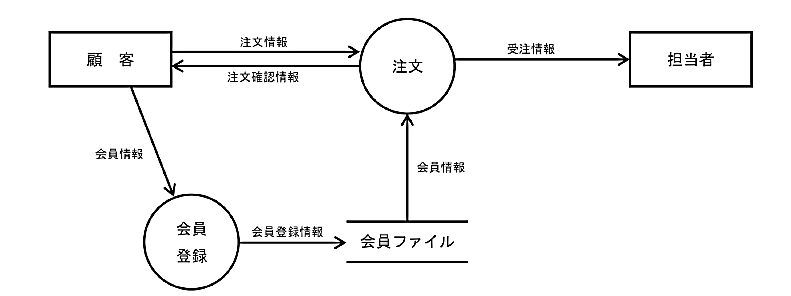 顧　客
注文情報
注文確認情報
注文
受注情報
担当者
会員情報
会員情報
会員
登録
会員登録情報
会員ファイル